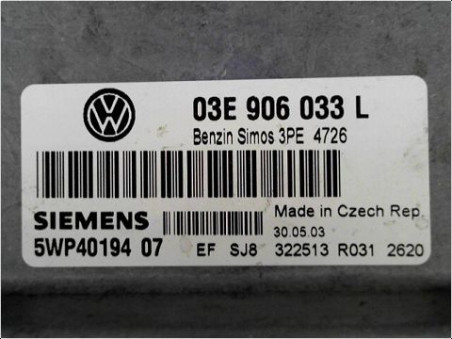 03E 906 033 L
Benzin Simos 3PE 4726
SIEMENS
Made in Czech Rep.
30.05.03
5WP40194 07 EF SJ8 322513 R031 2620